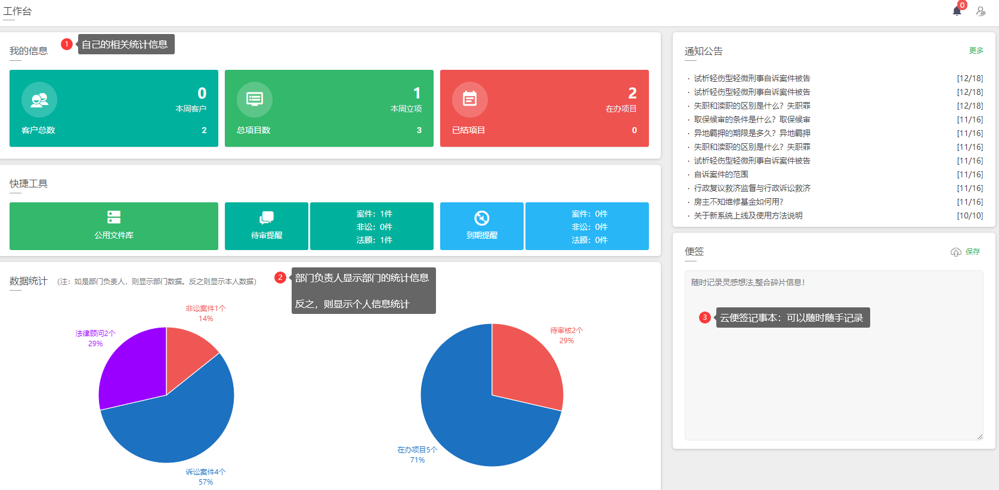 工作台
0
我的信息
1
自己的相关统计信息
0
本周客户
客户总数
2
1
本周立项
总项目数
3
2
在办项目
已结项目
0
快捷工具
公用文件库
待审提醒
案件：1件
非讼：0件
法顾：1件
到期提醒
案件：0件
非讼：0件
法顾：0件
数据统计 （注：如是部门负责人，则显示部门数据。反之则显示本人数据）
2
部门负责人显示部门的统计信息
反之，则显示个人信息统计
非讼案件1个
14%
法律顾问2个
29%
诉讼案件4个
57%
待审核2个
29%
在办项目5个
71%
通知公告 更多
· 试析轻伤型轻微刑事自诉案件被告 [12/18]
· 试析轻伤型轻微刑事自诉案件被告 [12/18]
· 失职和渎职的区别是什么？失职罪 [12/18]
· 取保候审的条件是什么？取保候审 [11/16]
· 异地羁押的期限是多久？异地羁押 [11/16]
· 失职和渎职的区别是什么？失职罪 [11/16]
· 试析轻伤型轻微刑事自诉案件被告 [11/16]
· 自诉案件的范围 [11/16]
· 行政复议救济监督与行政诉讼救济 [11/16]
· 房主不知维修基金如何用? [11/16]
· 关于新系统上线及使用方法说明 [10/10]
便签 保存
随时记录灵感想法,整合碎片信息!
3
云便签记事本：可以随时随手记录